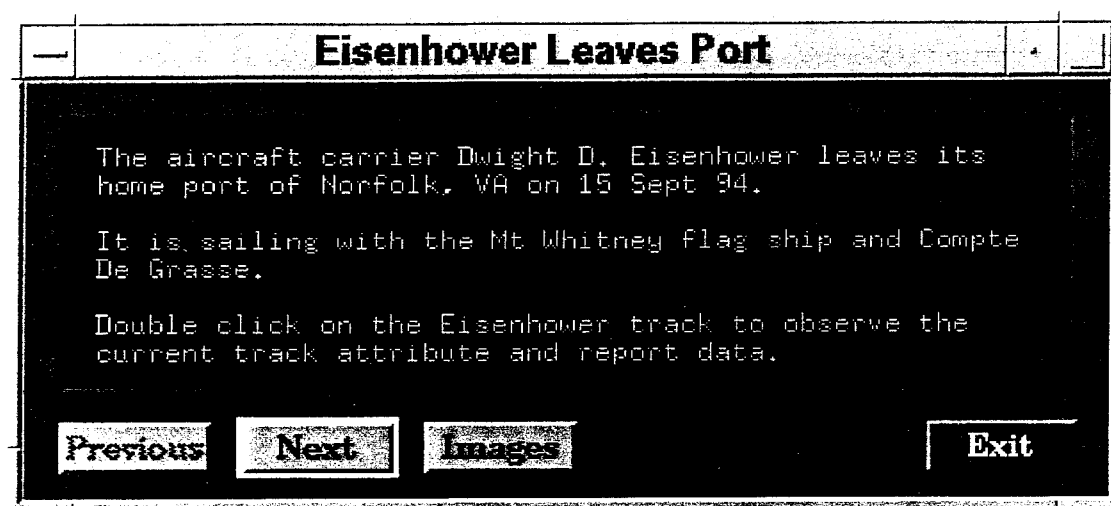 Eisenhower Leaves Port
The aircraft carrier Dwight D. Eisenhower leaves its
home port of Norfolk, VA on 15 Sept 94.
It is sailing with the Mt Whitney flag ship and Compte
De Grasse.
Double click on the Eisenhower track to observe the
current track attribute and report data.
Previous Next Images Exit